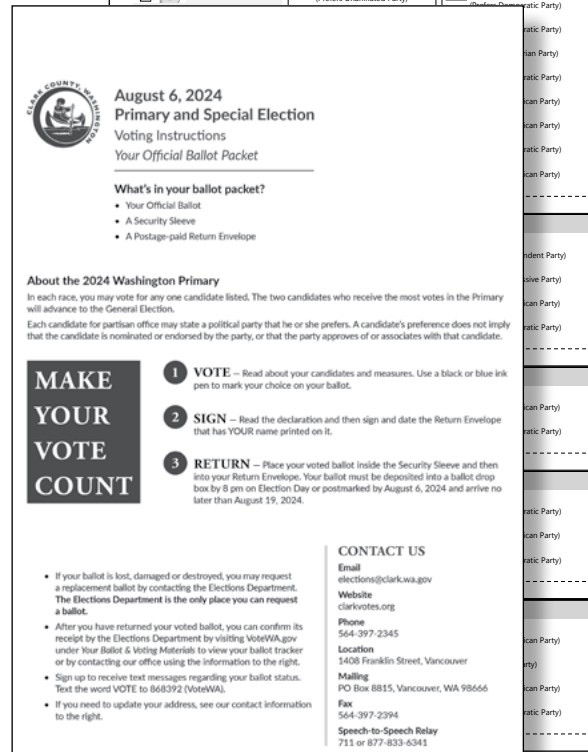 CLARK COUNTY, WASHINGTON
August 6, 2024
Primary and Special Election
Voting Instructions
Your Official Ballot Packet
What's in your ballot packet?
• Your Official Ballot
• A Security Sleeve
• A Postage-paid Return Envelope
About the 2024 Washington Primary
In each race, you may vote for any one candidate listed. The two candidates who receive the most votes in the Primary
will advance to the General Election.
Each candidate for partisan office may state a political party that he or she prefers. A candidate's preference does not imply
that the candidate is nominated or endorsed by the party, or that the party approves of or associates with that candidate.
MAKE
YOUR
VOTE
COUNT
1 VOTE – Read about your candidates and measures. Use a black or blue ink
pen to mark your choice on your ballot.
2 SIGN – Read the declaration and then sign and date the Return Envelope
that has YOUR name printed on it.
3 RETURN – Place your voted ballot inside the Security Sleeve and then
into your Return Envelope. Your ballot must be deposited into a ballot drop
box by 8 pm on Election Day or postmarked by August 6, 2024 and arrive no
later than August 19, 2024.
• If your ballot is lost, damaged or destroyed, you may request
a replacement ballot by contacting the Elections Department.
The Elections Department is the only place you can request
a ballot.
• After you have returned your voted ballot, you can confirm its
receipt by the Elections Department by visiting VoteWA.gov
under Your Ballot & Voting Materials to view your ballot tracker
or by contacting our office using the information to the right.
• Sign up to receive text messages regarding your ballot status.
Text the word VOTE to 868392 (VoteWA).
• If you need to update your address, see our contact information
to the right.
CONTACT US
Email
elections@clark.wa.gov
Website
clarkvotes.org
Phone
564-397-2345
Location
1408 Franklin Street, Vancouver
Mailing
PO Box 8815, Vancouver, WA 98666
Fax
564-397-2394
Speech-to-Speech Relay
711 or 877-833-6341
ratic Party)
ratic Party)
rian Party)
ratic Party)
ican Party)
ican Party)
ratic Party)
ican Party)
ndent Party)
ssive Party)
ican Party)
ratic Party)
ican Party)
ratic Party)
ratic Party)
ican Party)
ratic Party)
ican Party)
rty)
ican Party)
ratic Party)